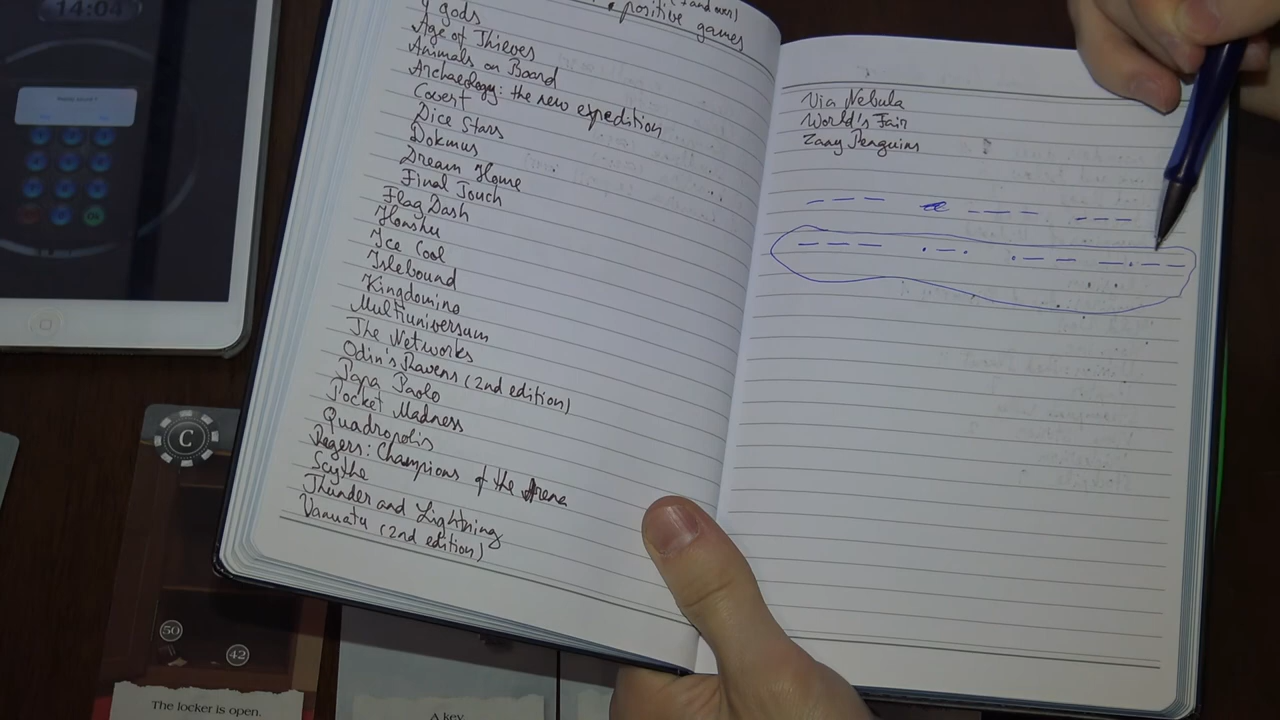 14:04
positive games
4 gods
Age of Thieves
Animals on Board
Archaeology: the new expedition
Covert
Dice Stars
Dokmus
Dream Home
Final Touch
Flag Dash
Honshu
Ice Cool
Islebound
Kingdomino
Multiuniversum
The Networks
Odin's Ravens (2nd edition)
Papa Paolo
Pocket Madness
Quadropolis
Regers: Champions of the Arena
Scythe
Thunder and Lightning
Vanuatu (2nd edition)
Via Nebula
World's Fair
Zany Penguins
C
50
42
The locker is open.
A key